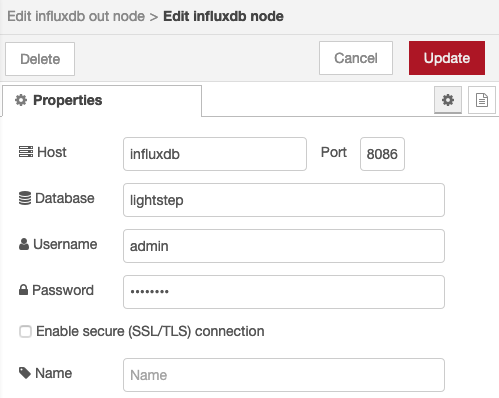 Edit influxdb out node > Edit influxdb node
Delete Cancel Update
Properties
Host influxdb Port 8086
Database lightstep
Username admin
Password ••••••••
Enable secure (SSL/TLS) connection
Name Name